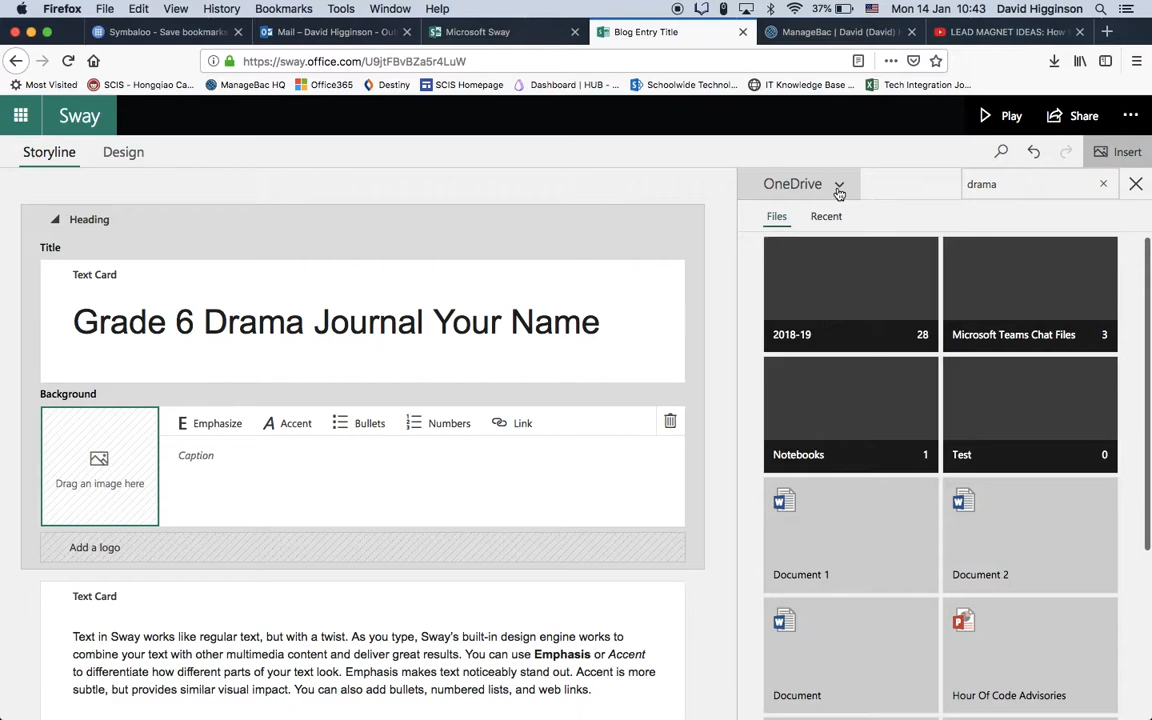 Firefox File Edit View History Bookmarks Tools Window Help 37% Mon 14 Jan 10:43 David Higginson
Symbaloo - Save bookmarks Mail – David Higginson - Out Microsoft Sway Blog Entry Title ManageBac | David (David) H LEAD MAGNET IDEAS: How
https://sway.office.com/U9jtFBvBZa5r4LuW
Most Visited SCIS - Hongqiao Ca... ManageBac HQ Office365 Destiny SCIS Homepage Dashboard | HUB - ... Schoolwide Technol... IT Knowledge Base ... Tech Integration Jo...
Sway Play Share
Storyline Design Insert
OneDrive drama
Files Recent
Heading
Title
Text Card
Grade 6 Drama Journal Your Name
Background
Drag an image here
E Emphasize A Accent Bullets Numbers Link
Caption
Add a logo
Text Card
Text in Sway works like regular text, but with a twist. As you type, Sway's built-in design engine works to
combine your text with other multimedia content and deliver great results. You can use Emphasis or Accent
to differentiate how different parts of your text look. Emphasis makes text noticeably stand out. Accent is more
subtle, but provides similar visual impact. You can also add bullets, numbered lists, and web links.
2018-19 28
Microsoft Teams Chat Files 3
Notebooks 1
Test 0
Document 1
Document 2
Document
Hour Of Code Advisories